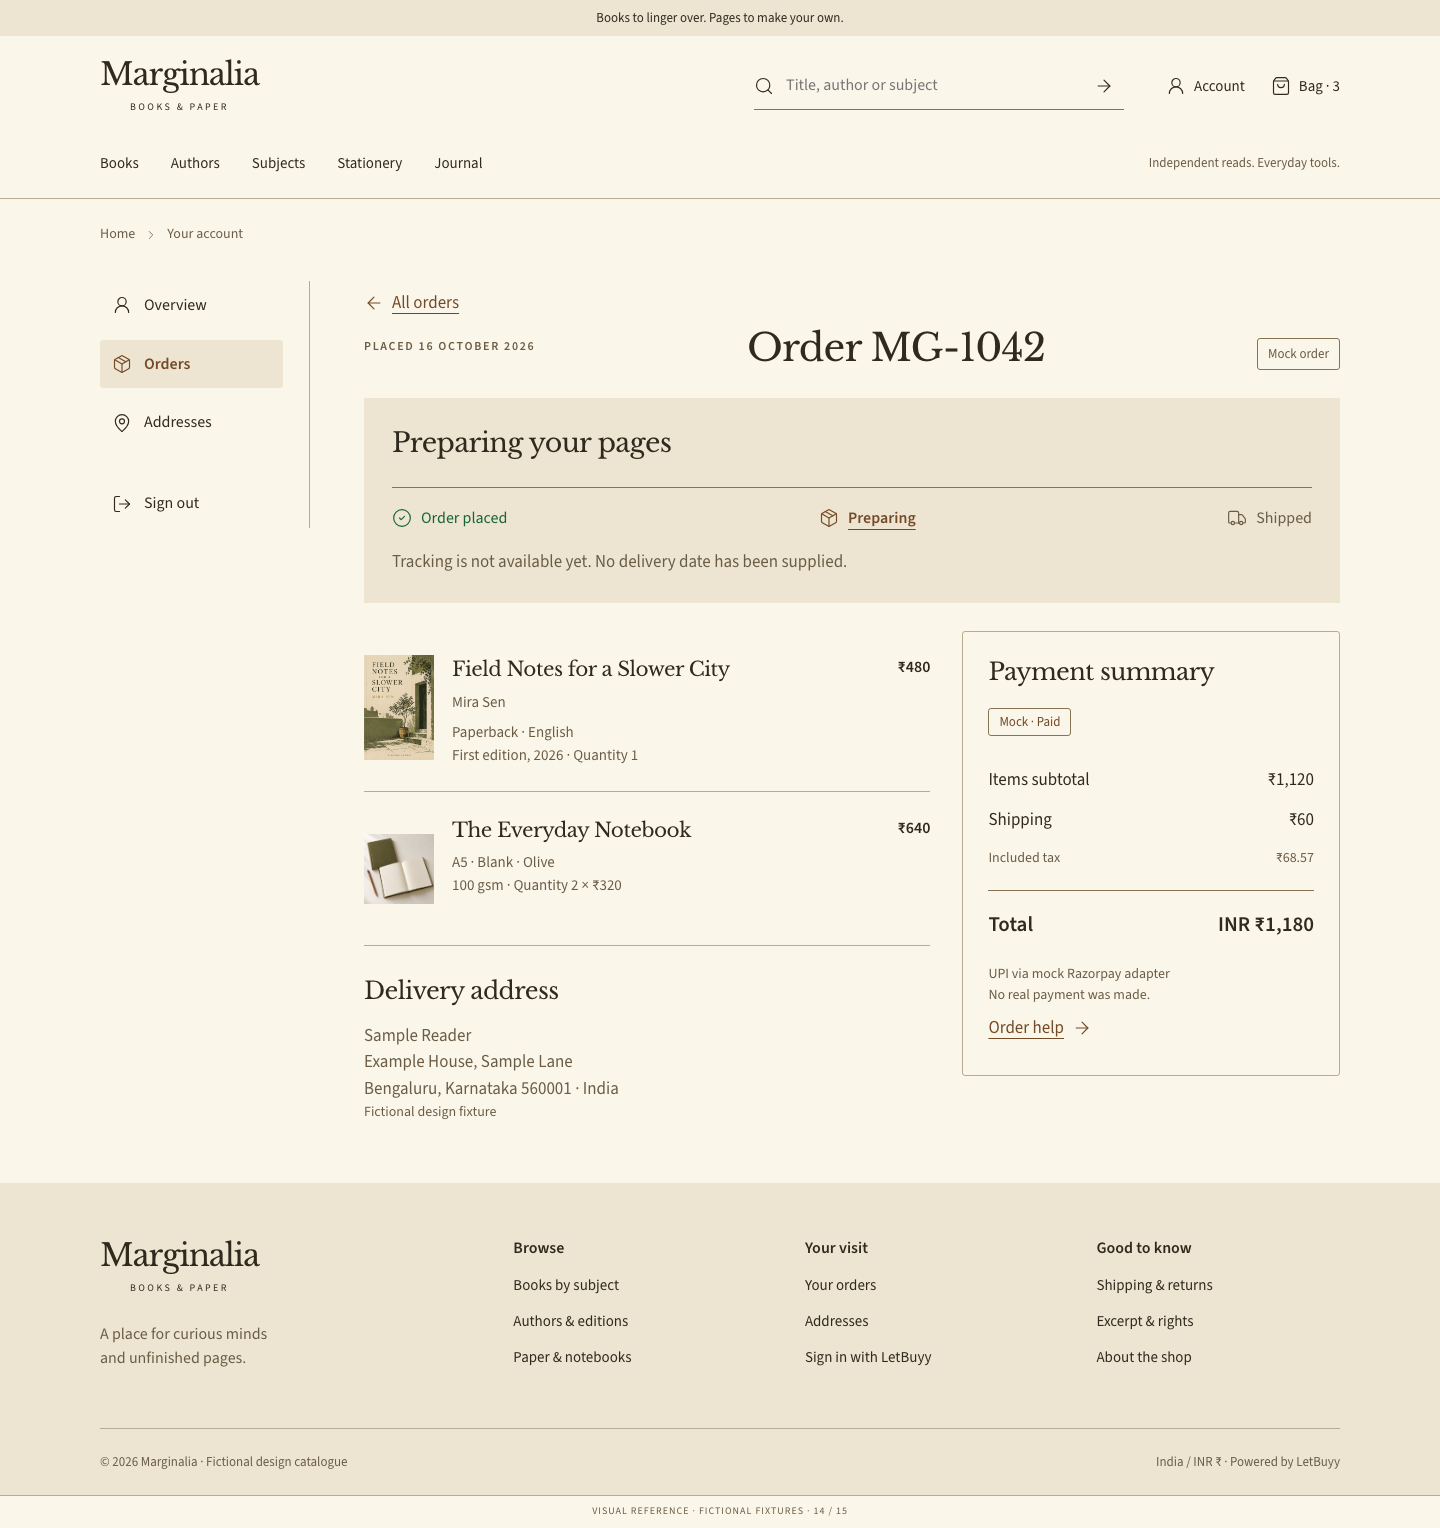 Books to linger over. Pages to make your own.
Marginalia
BOOKS & PAPER
Title, author or subject
Account
Bag · 3
Books
Authors
Subjects
Stationery
Journal
Independent reads. Everyday tools.
Home
Your account
Overview
Orders
Addresses
Sign out
All orders
PLACED 16 OCTOBER 2026
Order MG-1042
Mock order
Preparing your pages
Order placed
Preparing
Shipped
Tracking is not available yet. No delivery date has been supplied.
FIELD
NOTES
FOR A
SLOWER
CITY
MIRA SEN
Field Notes for a Slower City
₹480
Mira Sen
Paperback · English
First edition, 2026 · Quantity 1
The Everyday Notebook
₹640
A5 · Blank · Olive
100 gsm · Quantity 2 × ₹320
Delivery address
Sample Reader
Example House, Sample Lane
Bengaluru, Karnataka 560001 · India
Fictional design fixture
Payment summary
Mock · Paid
Items subtotal
₹1,120
Shipping
₹60
Included tax
₹68.57
Total
INR ₹1,180
UPI via mock Razorpay adapter
No real payment was made.
Order help
Marginalia
BOOKS & PAPER
A place for curious minds
and unfinished pages.
Browse
Books by subject
Authors & editions
Paper & notebooks
Your visit
Your orders
Addresses
Sign in with LetBuyy
Good to know
Shipping & returns
Excerpt & rights
About the shop
© 2026 Marginalia · Fictional design catalogue
India / INR ₹ · Powered by LetBuyy
VISUAL REFERENCE · FICTIONAL FIXTURES · 14 / 15